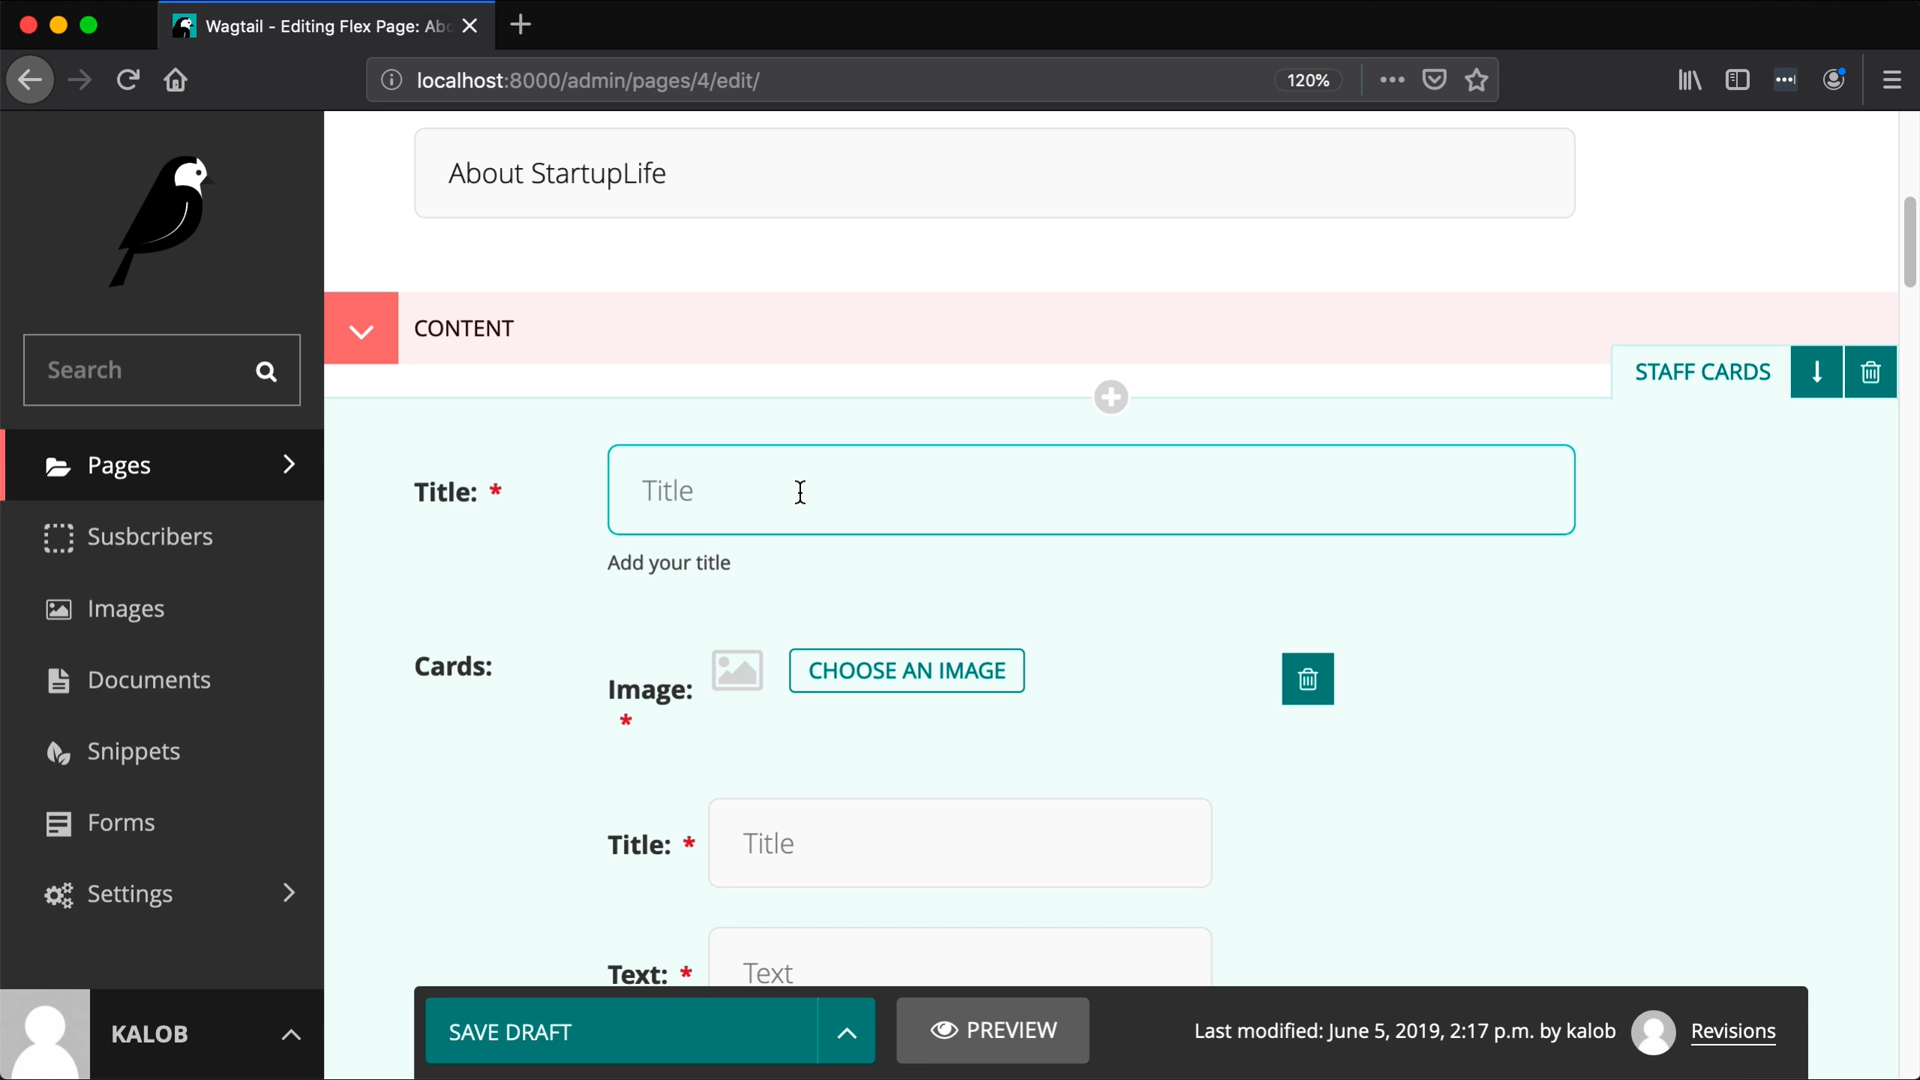 Wagtail - Editing Flex Page: Abo
localhost:8000/admin/pages/4/edit/
120%
About StartupLife
CONTENT
STAFF CARDS
Search
Title: *
Title
Add your title
Pages
Susbcribers
Images
Documents
Snippets
Forms
Settings
Cards:
Image: *
CHOOSE AN IMAGE
Title: *
Title
Text: *
Text
KALOB
SAVE DRAFT
PREVIEW
Last modified: June 5, 2019, 2:17 p.m. by kalob
Revisions